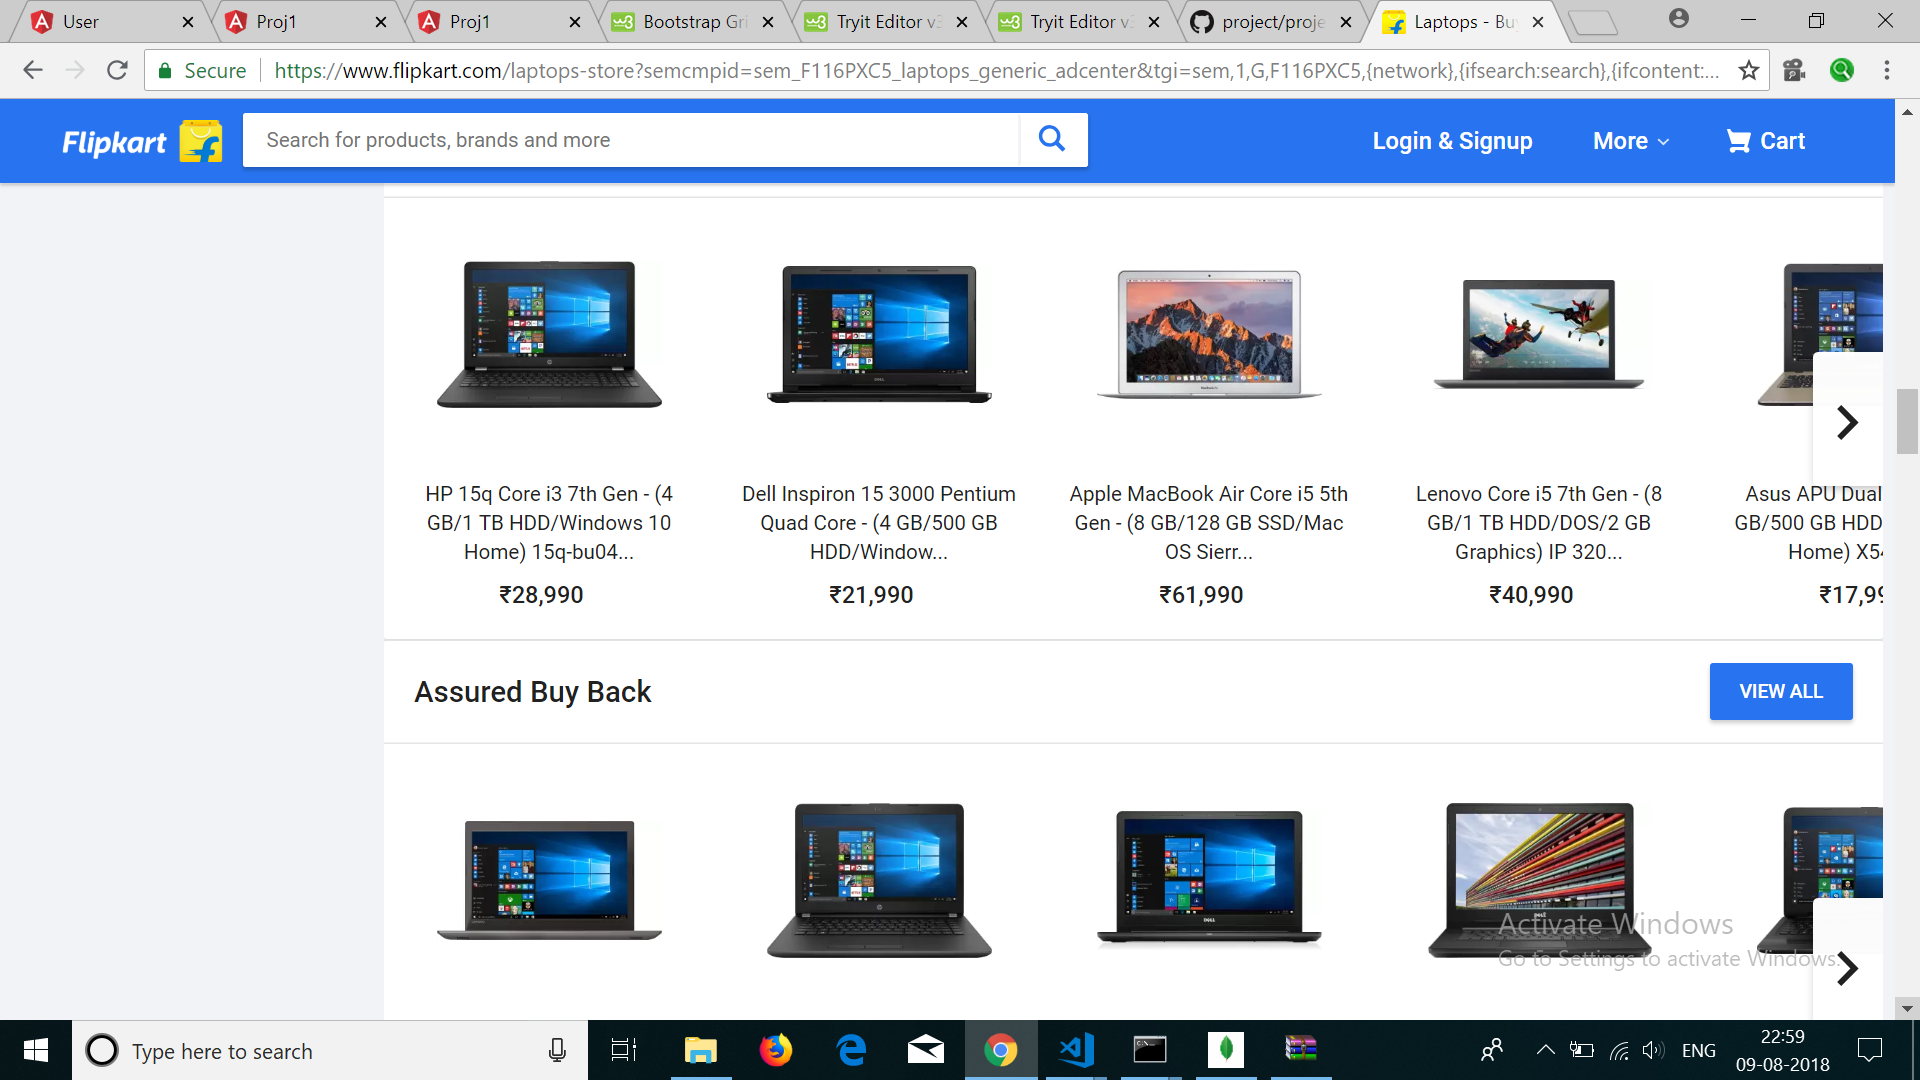 User
Proj1
Proj1
Bootstrap Gri
Tryit Editor v3
Tryit Editor v3
project/proje
Laptops - Bu
Secure
https://www.flipkart.com/laptops-store?semcmpid=sem_F116PXC5_laptops_generic_adcenter&tgi=sem,1,G,F116PXC5,{network},{ifsearch:search},{ifcontent:...
Flipkart
Search for products, brands and more
Login & Signup
More
Cart
HP 15q Core i3 7th Gen - (4
GB/1 TB HDD/Windows 10
Home) 15q-bu04...
₹28,990
Dell Inspiron 15 3000 Pentium
Quad Core - (4 GB/500 GB
HDD/Window...
₹21,990
Apple MacBook Air Core i5 5th
Gen - (8 GB/128 GB SSD/Mac
OS Sierr...
₹61,990
Lenovo Core i5 7th Gen - (8
GB/1 TB HDD/DOS/2 GB
Graphics) IP 320...
₹40,990
Asus APU Dual
GB/500 GB HDD
Home) X54
₹17,99
Assured Buy Back
VIEW ALL
Activate Windows
Go to Settings to activate Windows.
Type here to search
ENG
22:59
09-08-2018